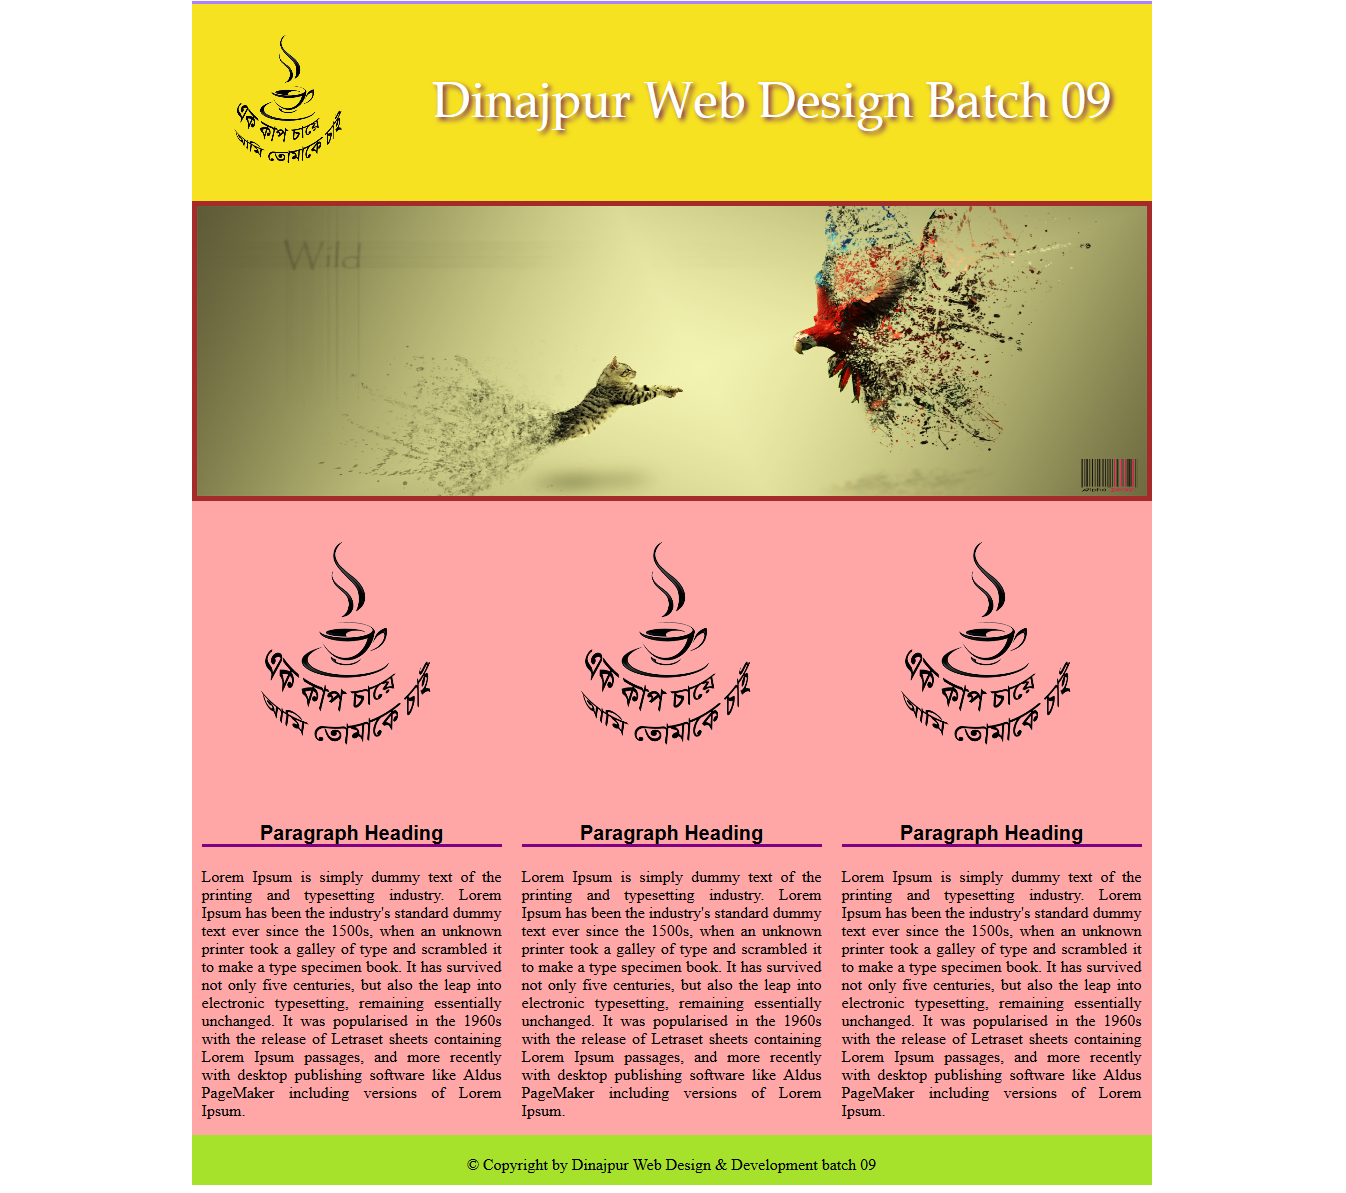 এক কাপ চায়ে
আমি তোমাকে চাই
Dinajpur Web Design Batch 09
Wild
এক কাপ চায়ে
আমি তোমাকে চাই
এক কাপ চায়ে
আমি তোমাকে চাই
এক কাপ চায়ে
আমি তোমাকে চাই
Paragraph Heading
Lorem Ipsum is simply dummy text of the
printing and typesetting industry. Lorem
Ipsum has been the industry's standard dummy
text ever since the 1500s, when an unknown
printer took a galley of type and scrambled it
to make a type specimen book. It has survived
not only five centuries, but also the leap into
electronic typesetting, remaining essentially
unchanged. It was popularised in the 1960s
with the release of Letraset sheets containing
Lorem Ipsum passages, and more recently
with desktop publishing software like Aldus
PageMaker including versions of Lorem
Ipsum.
Paragraph Heading
Lorem Ipsum is simply dummy text of the
printing and typesetting industry. Lorem
Ipsum has been the industry's standard dummy
text ever since the 1500s, when an unknown
printer took a galley of type and scrambled it
to make a type specimen book. It has survived
not only five centuries, but also the leap into
electronic typesetting, remaining essentially
unchanged. It was popularised in the 1960s
with the release of Letraset sheets containing
Lorem Ipsum passages, and more recently
with desktop publishing software like Aldus
PageMaker including versions of Lorem
Ipsum.
Paragraph Heading
Lorem Ipsum is simply dummy text of the
printing and typesetting industry. Lorem
Ipsum has been the industry's standard dummy
text ever since the 1500s, when an unknown
printer took a galley of type and scrambled it
to make a type specimen book. It has survived
not only five centuries, but also the leap into
electronic typesetting, remaining essentially
unchanged. It was popularised in the 1960s
with the release of Letraset sheets containing
Lorem Ipsum passages, and more recently
with desktop publishing software like Aldus
PageMaker including versions of Lorem
Ipsum.
© Copyright by Dinajpur Web Design & Development batch 09